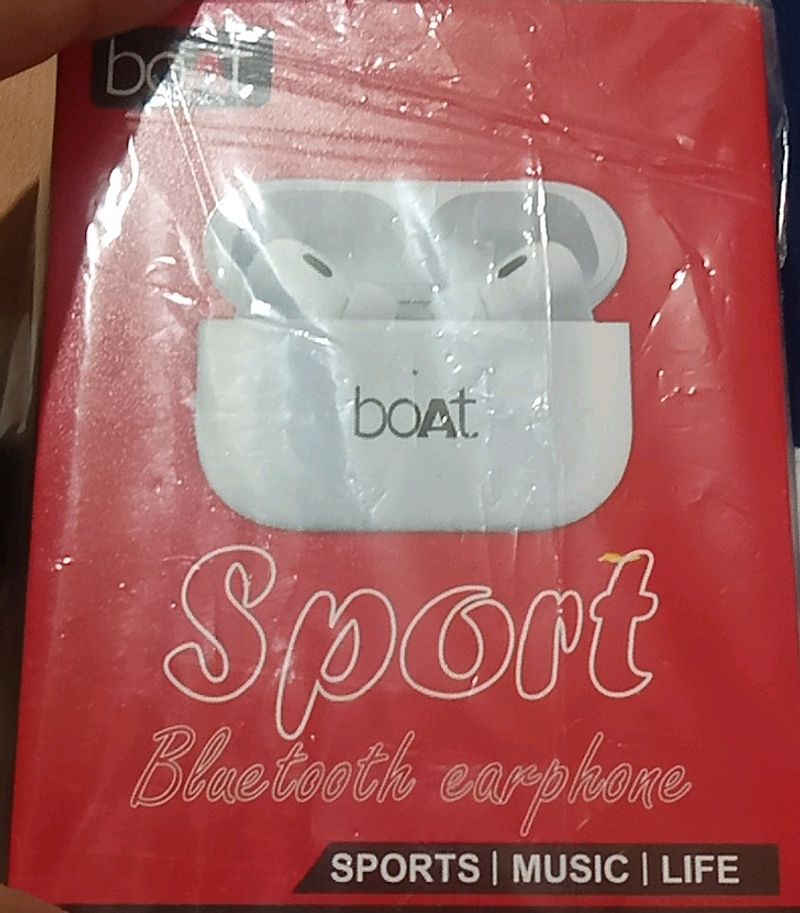 boAt
boAt
Sport
Bluetooth earphone
SPORTS | MUSIC | LIFE